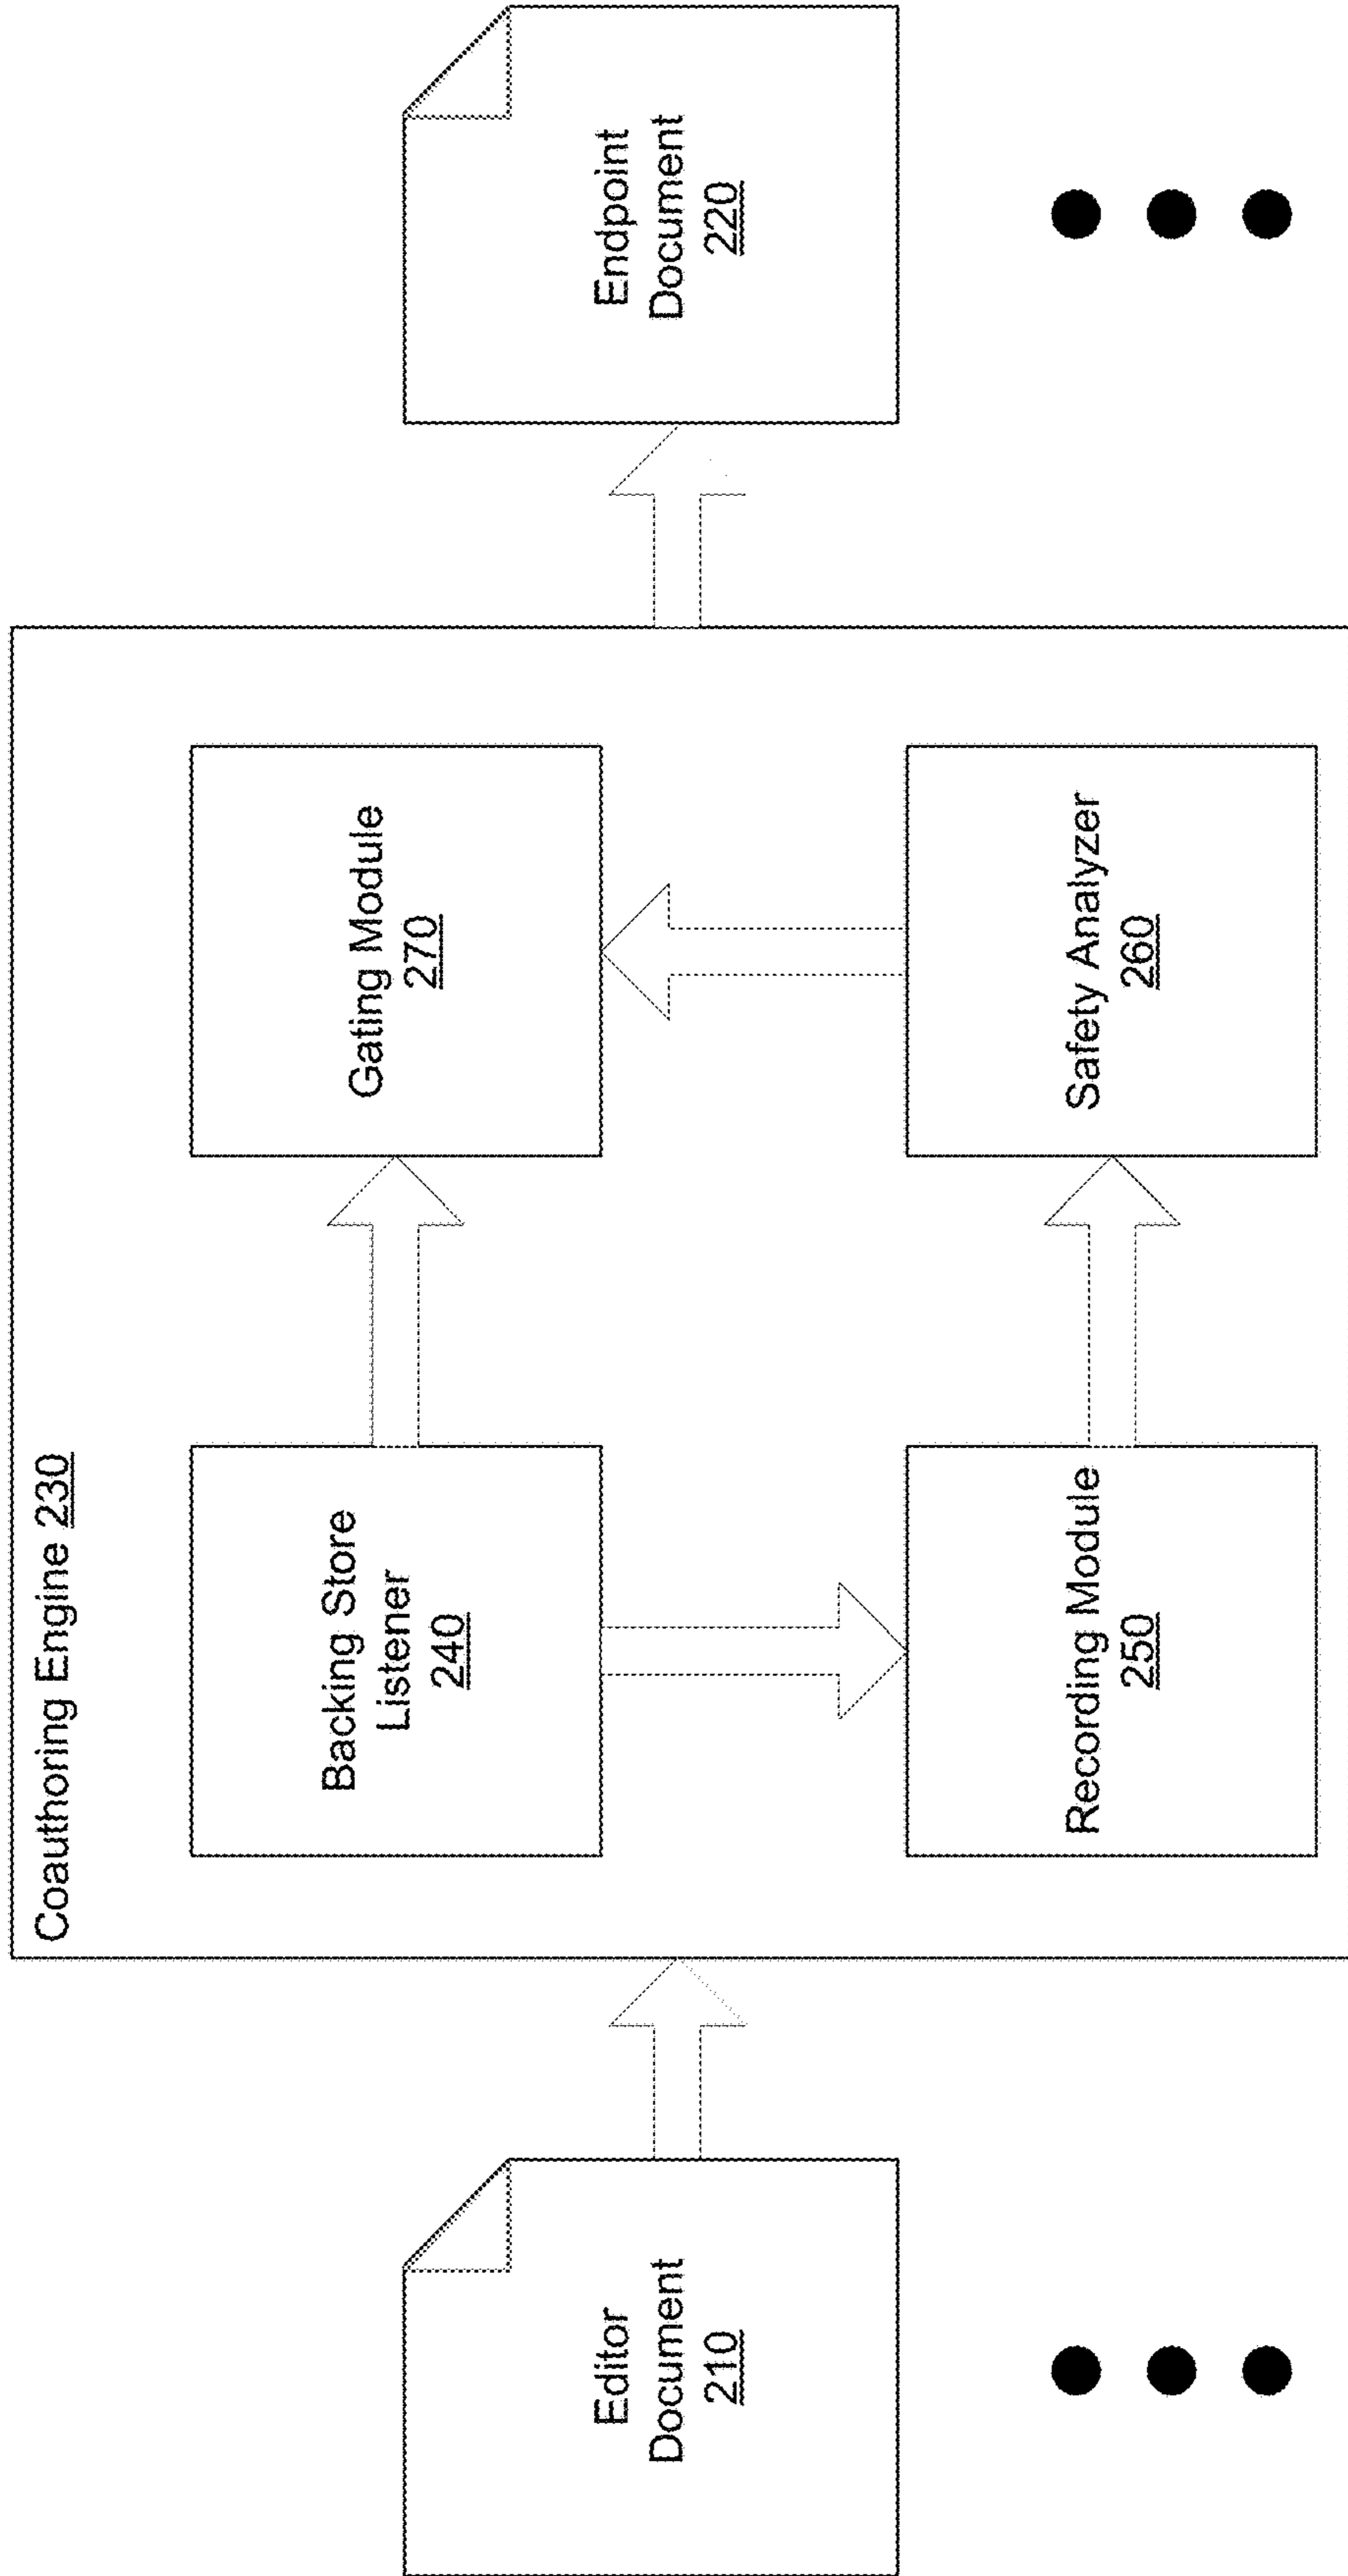 Coauthoring Engine 230
Editor
Document
210
Backing Store
Listener
240
Gating Module
270
Recording Module
250
Safety Analyzer
260
Endpoint
Document
220